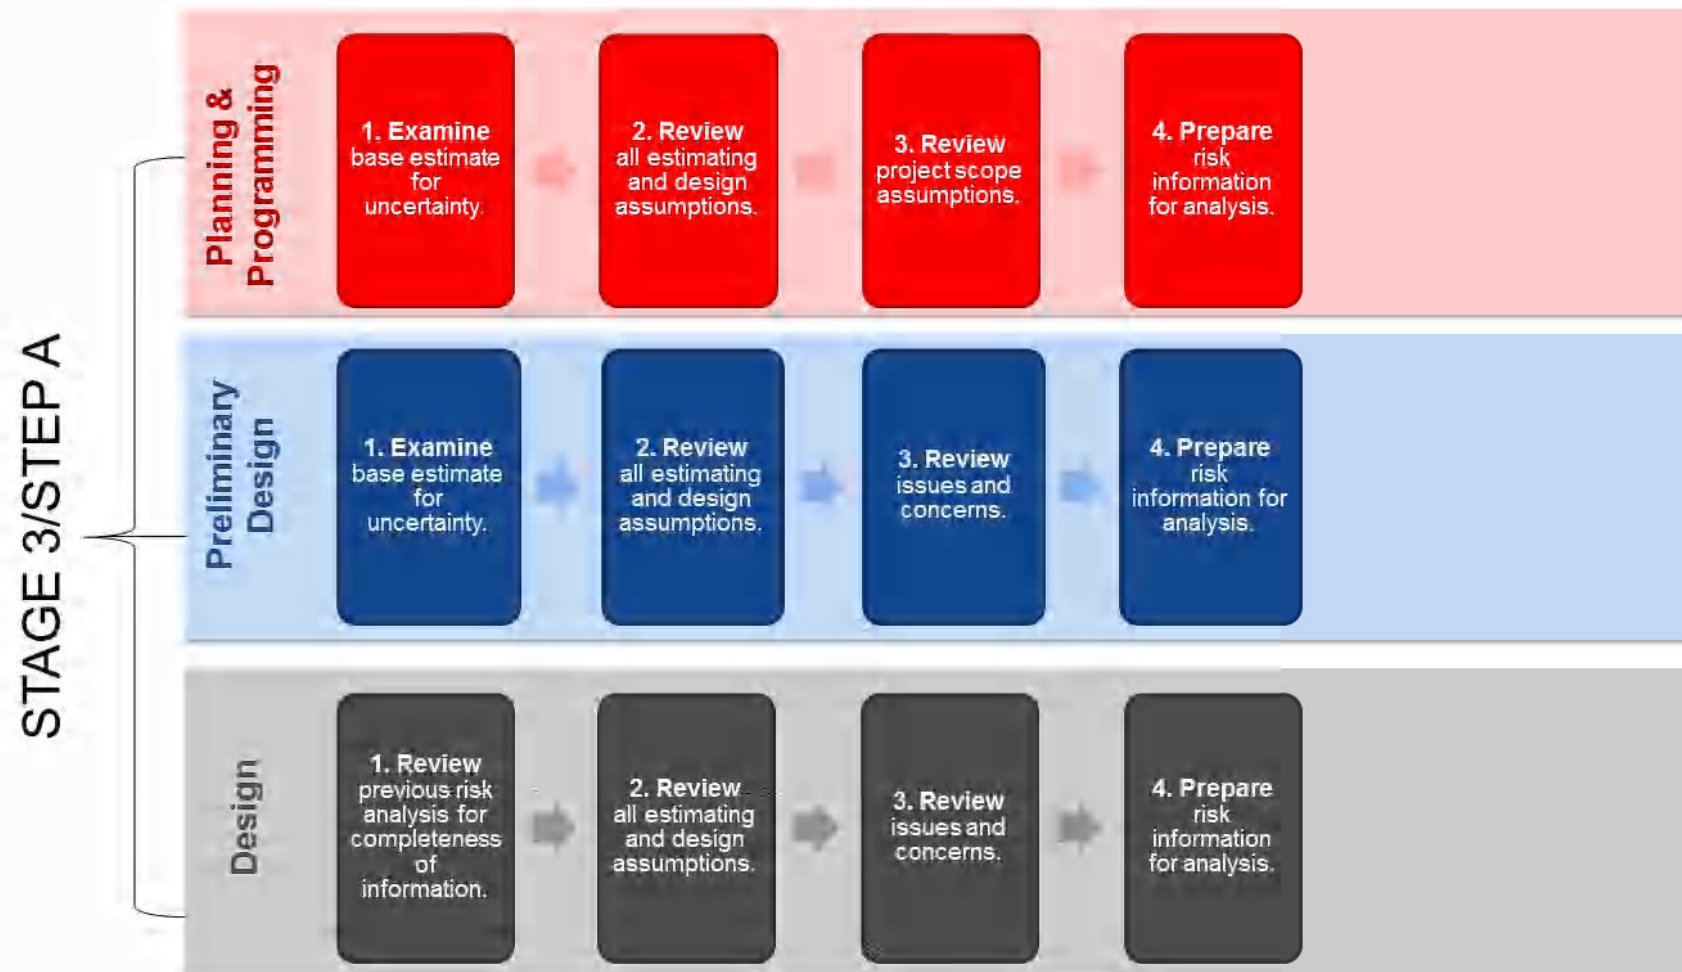 STAGE 3/STEP A
Planning &
Programming
1. Examine
base estimate
for
uncertainty.
2. Review
all estimating
and design
assumptions.
3. Review
project scope
assumptions.
4. Prepare
risk
information
for analysis.
Preliminary
Design
1. Examine
base estimate
for
uncertainty.
2. Review
all estimating
and design
assumptions.
3. Review
issues and
concerns.
4. Prepare
risk
information for
analysis.
Design
1. Review
previous risk
analysis for
completeness
of
information.
2. Review
all estimating
and design
assumptions.
3. Review
issues and
concerns.
4. Prepare
risk
information
for analysis.